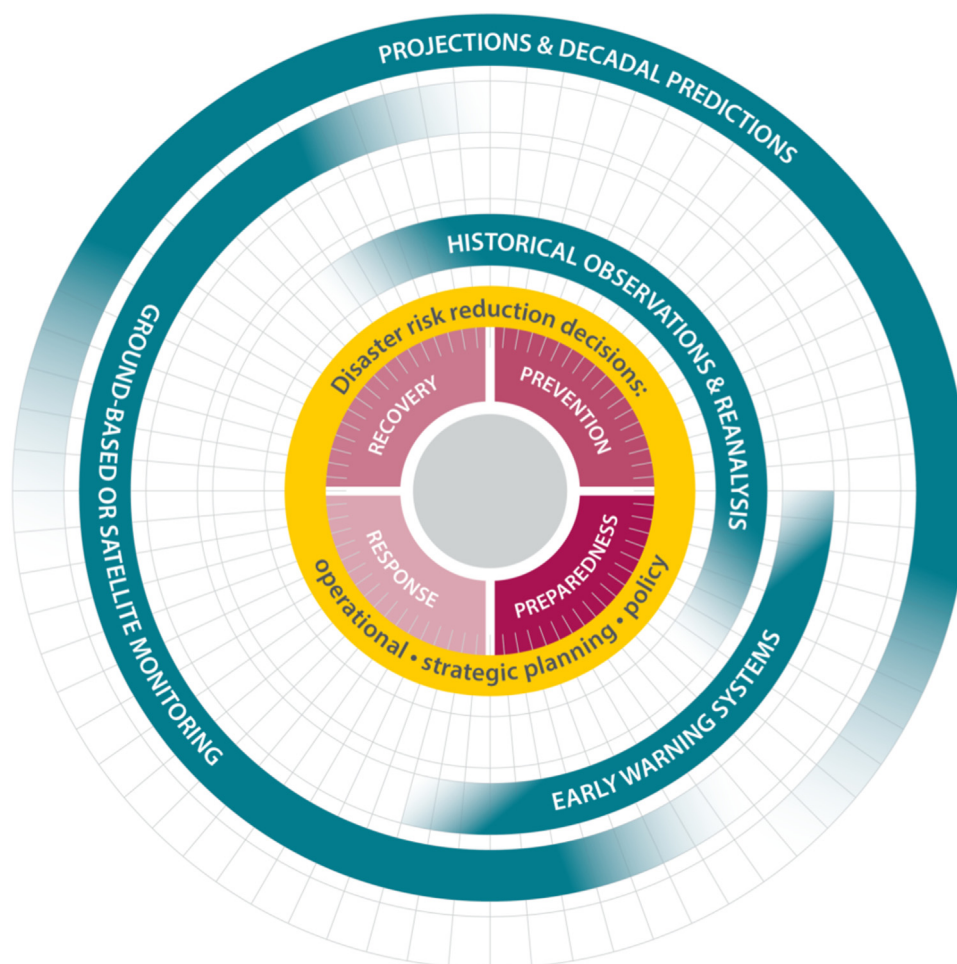 PROJECTIONS & DECADAL PREDICTIONS
GROUND-BASED OR SATELLITE MONITORING
HISTORICAL OBSERVATIONS & REANALYSIS
EARLY WARNING SYSTEMS
Disaster risk reduction decisions:
operational • strategic planning • policy
RECOVERY
PREVENTION
RESPONSE
PREPAREDNESS